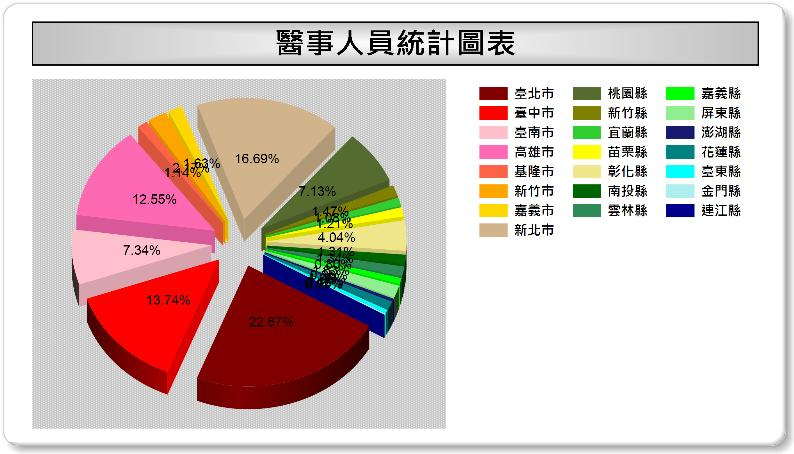 醫事人員統計圖表
臺北市 桃園縣 嘉義縣
臺中市 新竹縣 屏東縣
臺南市 宜蘭縣 澎湖縣
高雄市 苗栗縣 花蓮縣
基隆市 彰化縣 臺東縣
新竹市 南投縣 金門縣
嘉義市 雲林縣 連江縣
新北市
1.63%
16.69%
1.14%
12.55%
7.13%
1.47%
1.21%
4.04%
7.34%
13.74%
22.87%